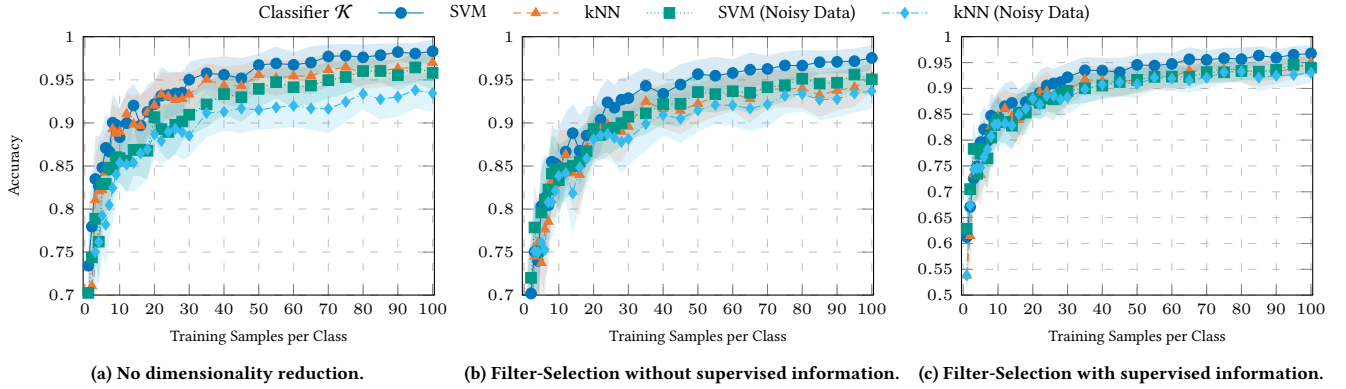 Classifier 𝒦 SVM kNN SVM (Noisy Data) kNN (Noisy Data)
Accuracy
1
0.95
0.9
0.85
0.8
0.75
0.7
0 10 20 30 40 50 60 70 80 90 100
Training Samples per Class
(a) No dimensionality reduction.
1
0.95
0.9
0.85
0.8
0.75
0.7
0 10 20 30 40 50 60 70 80 90 100
Training Samples per Class
(b) Filter-Selection without supervised information.
1
0.95
0.9
0.85
0.8
0.75
0.7
0.65
0.6
0.55
0.5
0 10 20 30 40 50 60 70 80 90 100
Training Samples per Class
(c) Filter-Selection with supervised information.